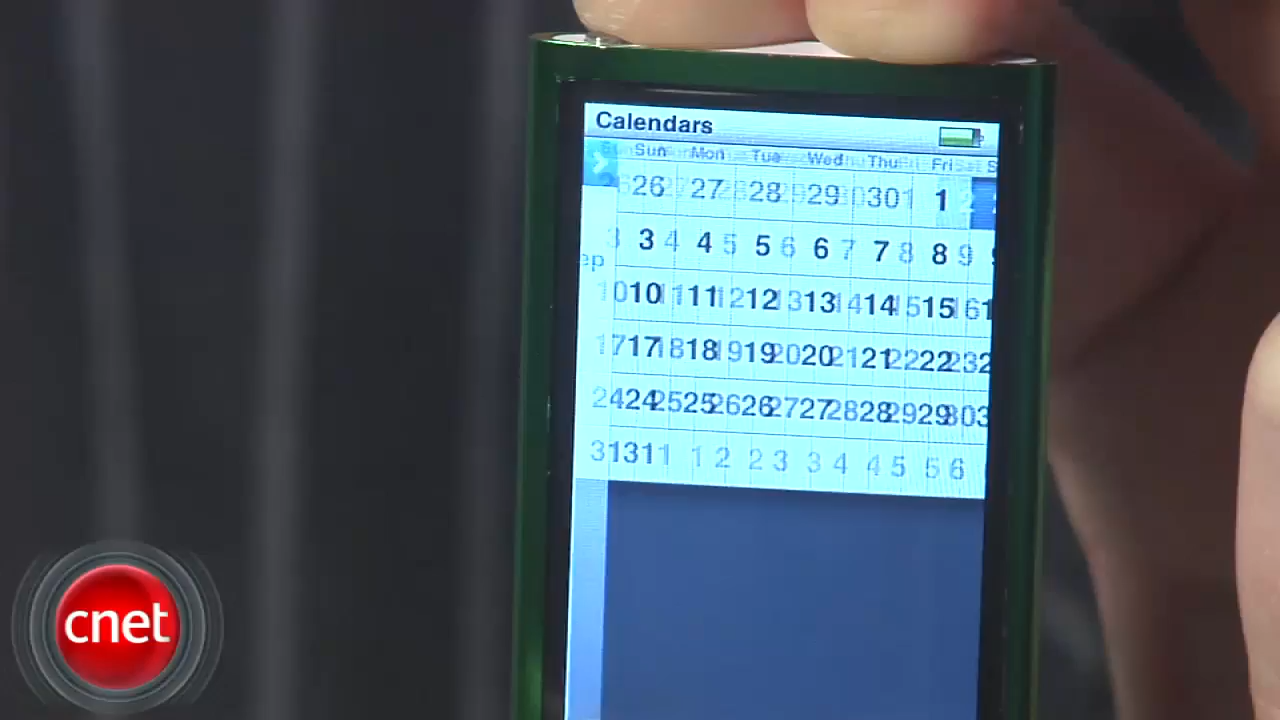 Calendars
Sun Mon Tue Wed Thu Fri
26 27 28 29 30 1
3 4 5 6 7 8
10 11 12 13 14 15
17 18 19 20 21 22
24 25 26 27 28 29
31 1 2 3 4 5
cnet